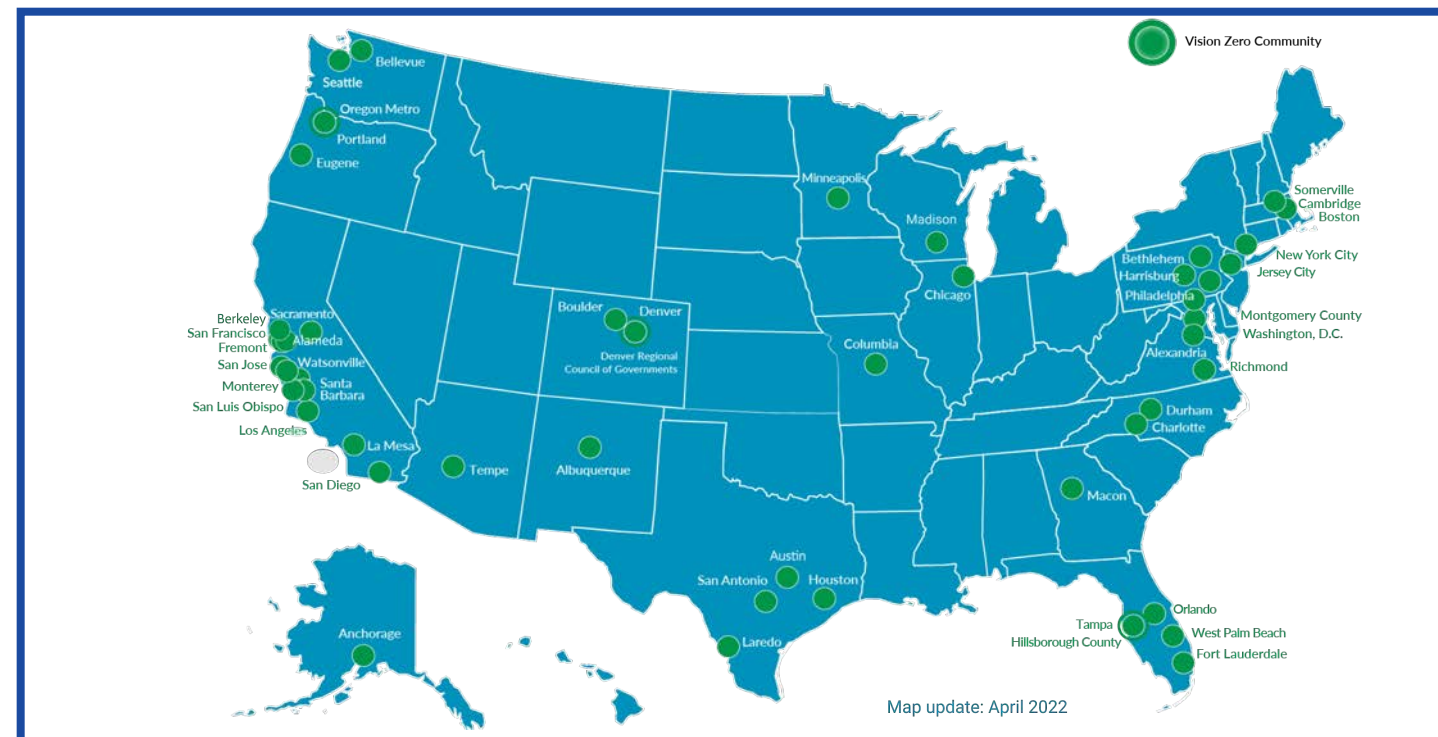 Vision Zero Community
Bellevue
Seattle
Oregon Metro
Portland
Eugene
Minneapolis
Madison
Chicago
Somerville
Cambridge
Boston
New York City
Jersey City
Bethlehem
Harrisburg
Philadelphia
Montgomery County
Washington, D.C.
Alexandria
Richmond
Boulder
Denver
Denver Regional
Council of Governments
Columbia
Berkeley
Sacramento
San Francisco
Alameda
Fremont
San Jose
Watsonville
Monterey
Santa
Barbara
San Luis Obispo
Los Angeles
La Mesa
San Diego
Tempe
Albuquerque
Durham
Charlotte
Macon
Austin
San Antonio
Houston
Laredo
Anchorage
Orlando
Tampa
Hillsborough County
West Palm Beach
Fort Lauderdale
Map update: April 2022